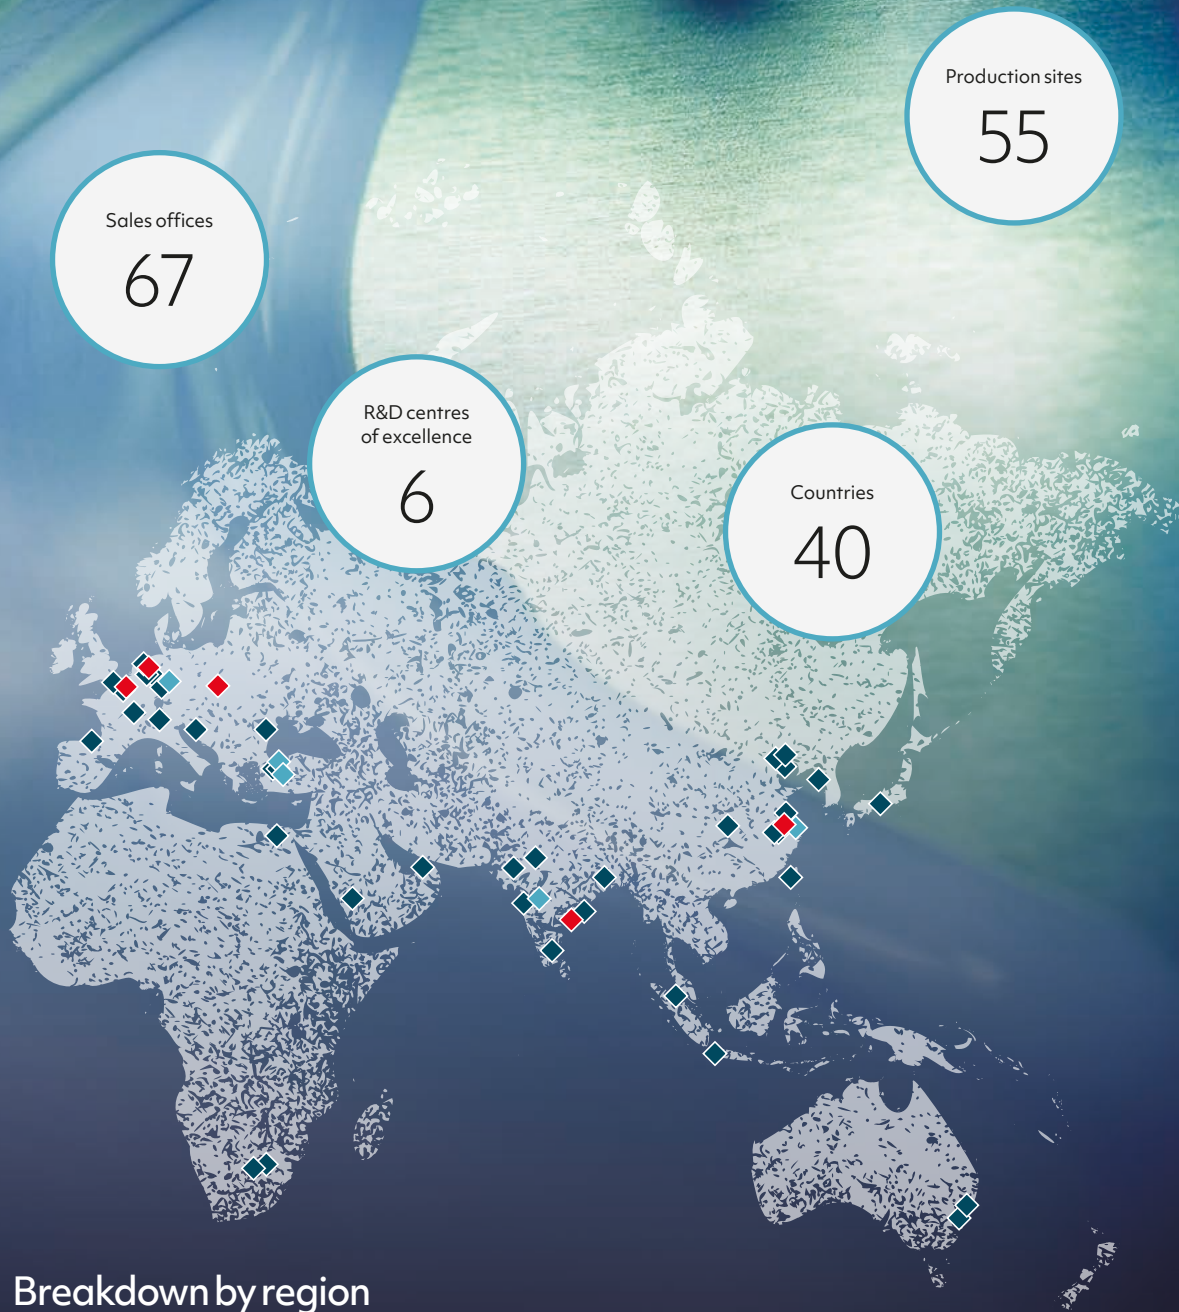 Production sites
55
Sales offices
67
R&D centres
of excellence
6
Countries
40
Breakdown by region